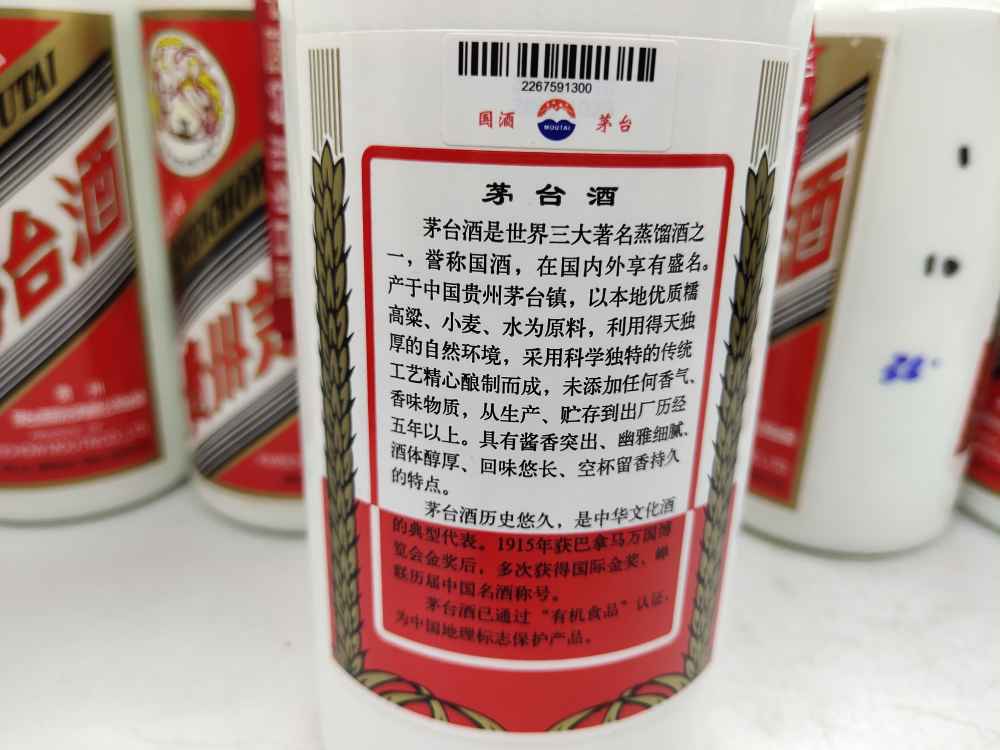 2267591300
国酒 MOUTAI 茅台
茅台酒
茅台酒是世界三大著名蒸馏酒之
一，誉称国酒，在国内外享有盛名。
产于中国贵州茅台镇，以本地优质糯
高粱、小麦、水为原料，利用得天独
厚的自然环境，采用科学独特的传统
工艺精心酿制而成，未添加任何香气、
香味物质，从生产、贮存到出厂历经
五年以上。具有酱香突出、幽雅细腻、
酒体醇厚、回味悠长、空杯留香持久
的特点。
茅台酒历史悠久，是中华文化酒
的典型代表。1915年获巴拿马万国博
览会金奖后，多次获得国际金奖、蝉
联历届中国名酒称号。
茅台酒已通过“有机食品”认证，
为中国地理标志保护产品。
UTAI
台酒
州
酒